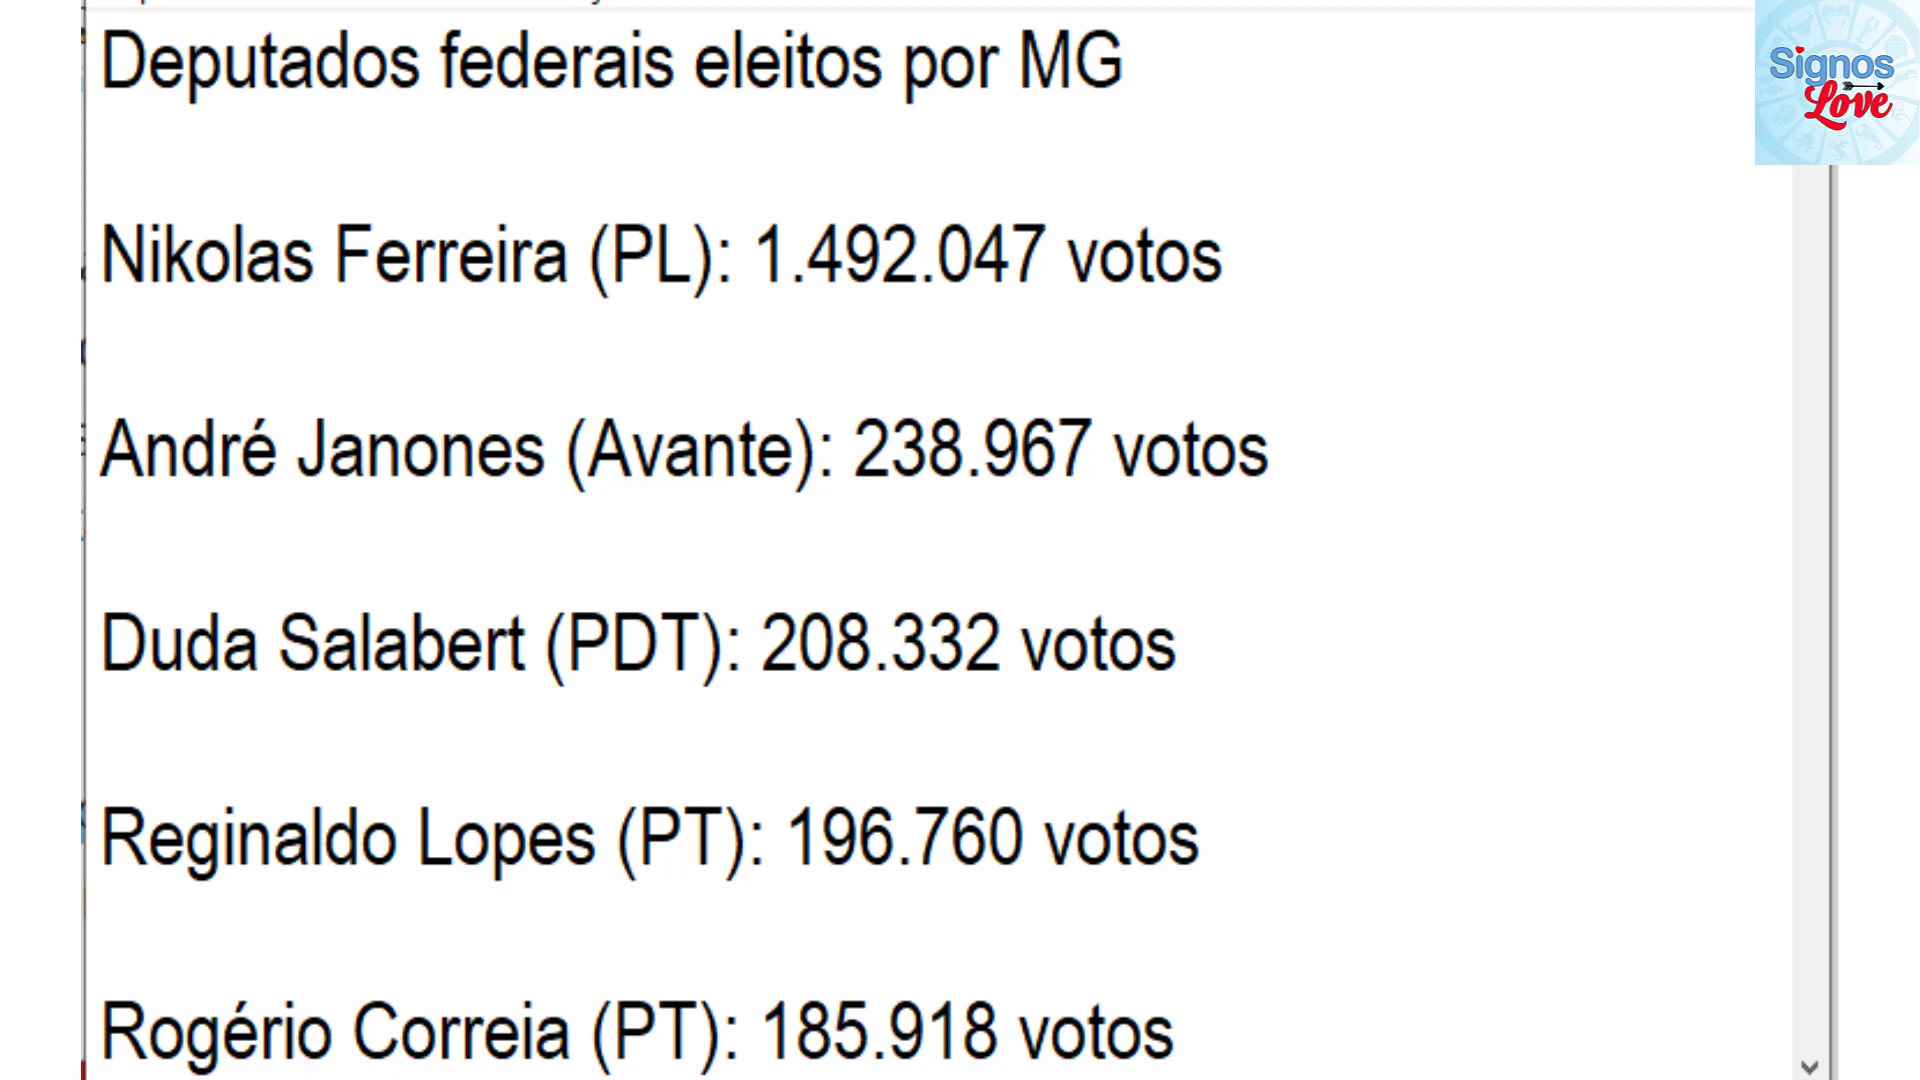 Deputados federais eleitos por MG
Signos
Love
Nikolas Ferreira (PL): 1.492.047 votos
André Janones (Avante): 238.967 votos
Duda Salabert (PDT): 208.332 votos
Reginaldo Lopes (PT): 196.760 votos
Rogério Correia (PT): 185.918 votos